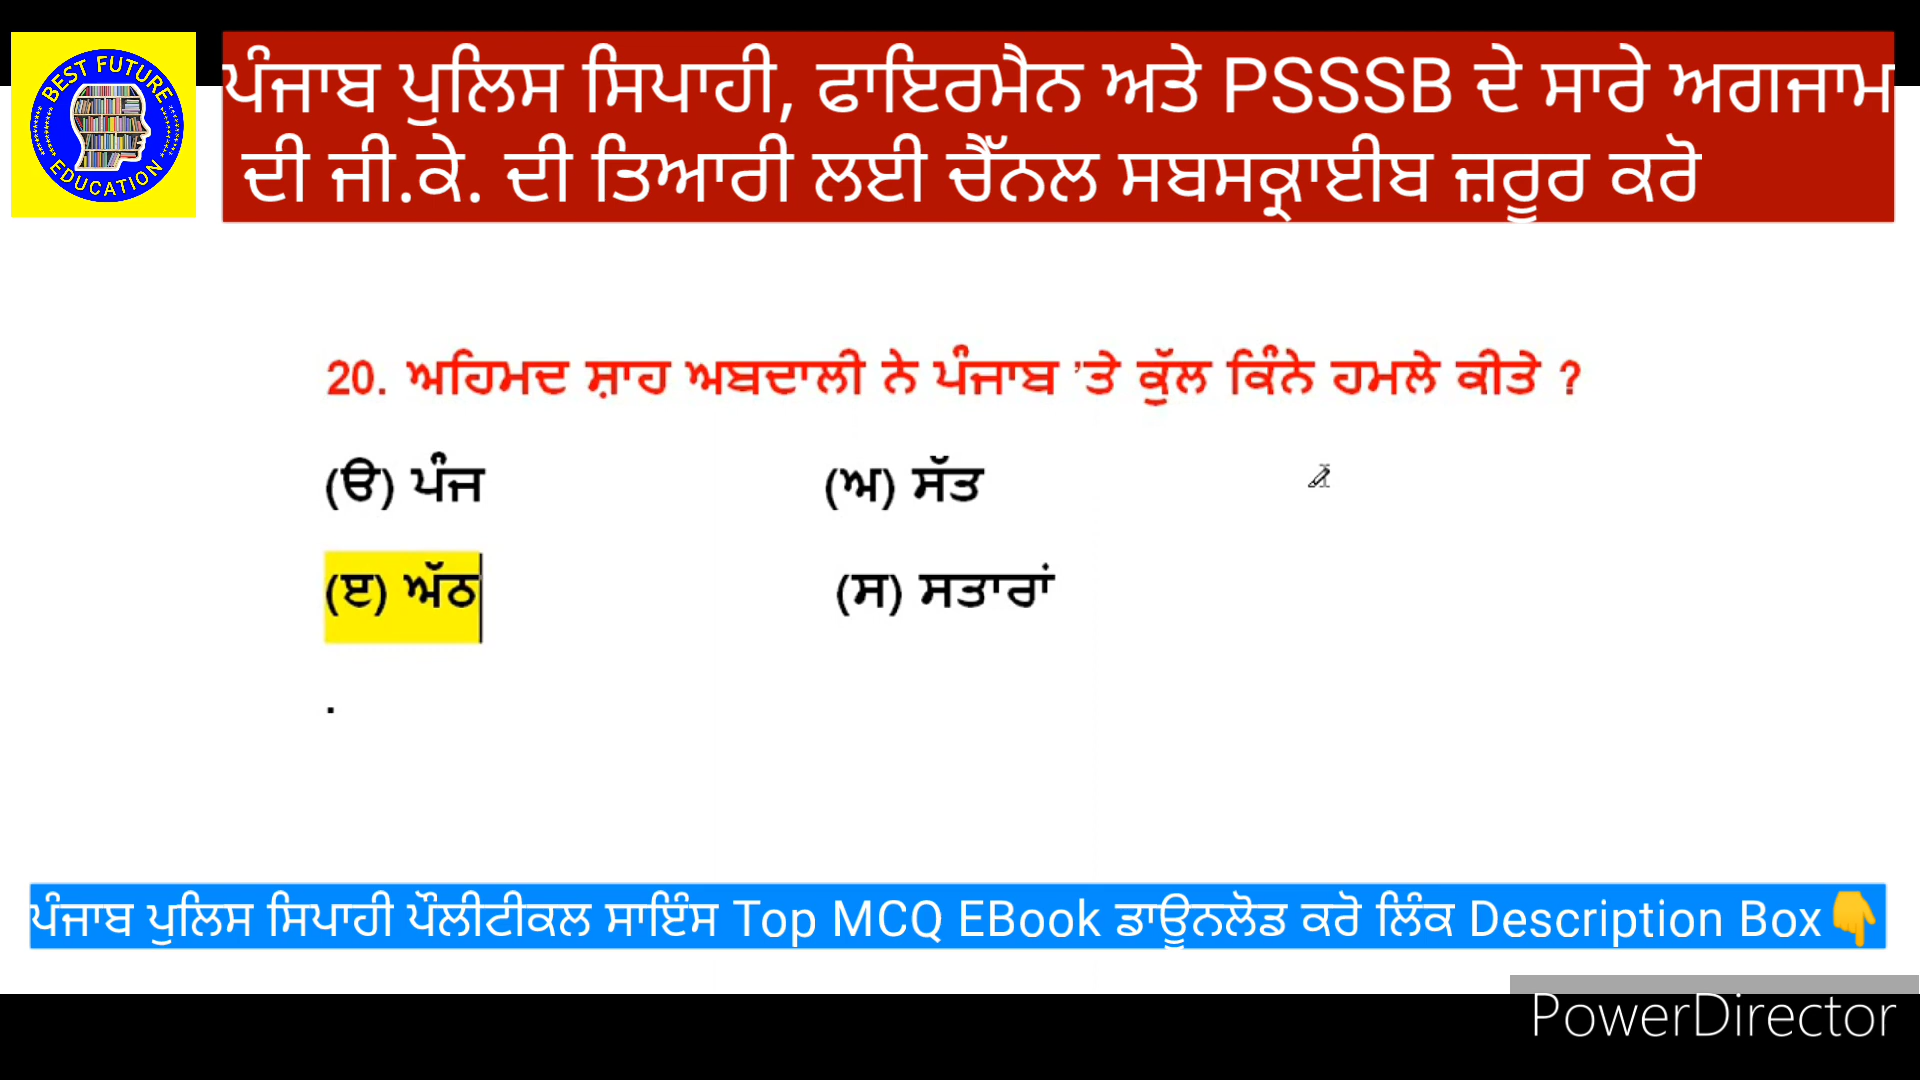 BEST FUTURE
EDUCATION
ਪੰਜਾਬ ਪੁਲਿਸ ਸਿਪਾਹੀ, ਫਾਇਰਮੈਨ ਅਤੇ PSSSB ਦੇ ਸਾਰੇ ਅਗਜਾਮ
ਦੀ ਜੀ.ਕੇ. ਦੀ ਤਿਆਰੀ ਲਈ ਚੈੱਨਲ ਸਬਸਕ੍ਰਾਈਬ ਜ਼ਰੂਰ ਕਰੋ
20. ਅਹਿਮਦ ਸ਼ਾਹ ਅਬਦਾਲੀ ਨੇ ਪੰਜਾਬ ’ਤੇ ਕੁੱਲ ਕਿੰਨੇ ਹਮਲੇ ਕੀਤੇ ?
(ੳ) ਪੰਜ (ਅ) ਸੱਤ
(ੲ) ਅੱਠ (ਸ) ਸਤਾਰਾਂ
.
ਪੰਜਾਬ ਪੁਲਿਸ ਸਿਪਾਹੀ ਪੌਲੀਟੀਕਲ ਸਾਇੰਸ Top MCQ EBook ਡਾਊਨਲੋਡ ਕਰੋ ਲਿੰਕ Description Box👇
PowerDirector